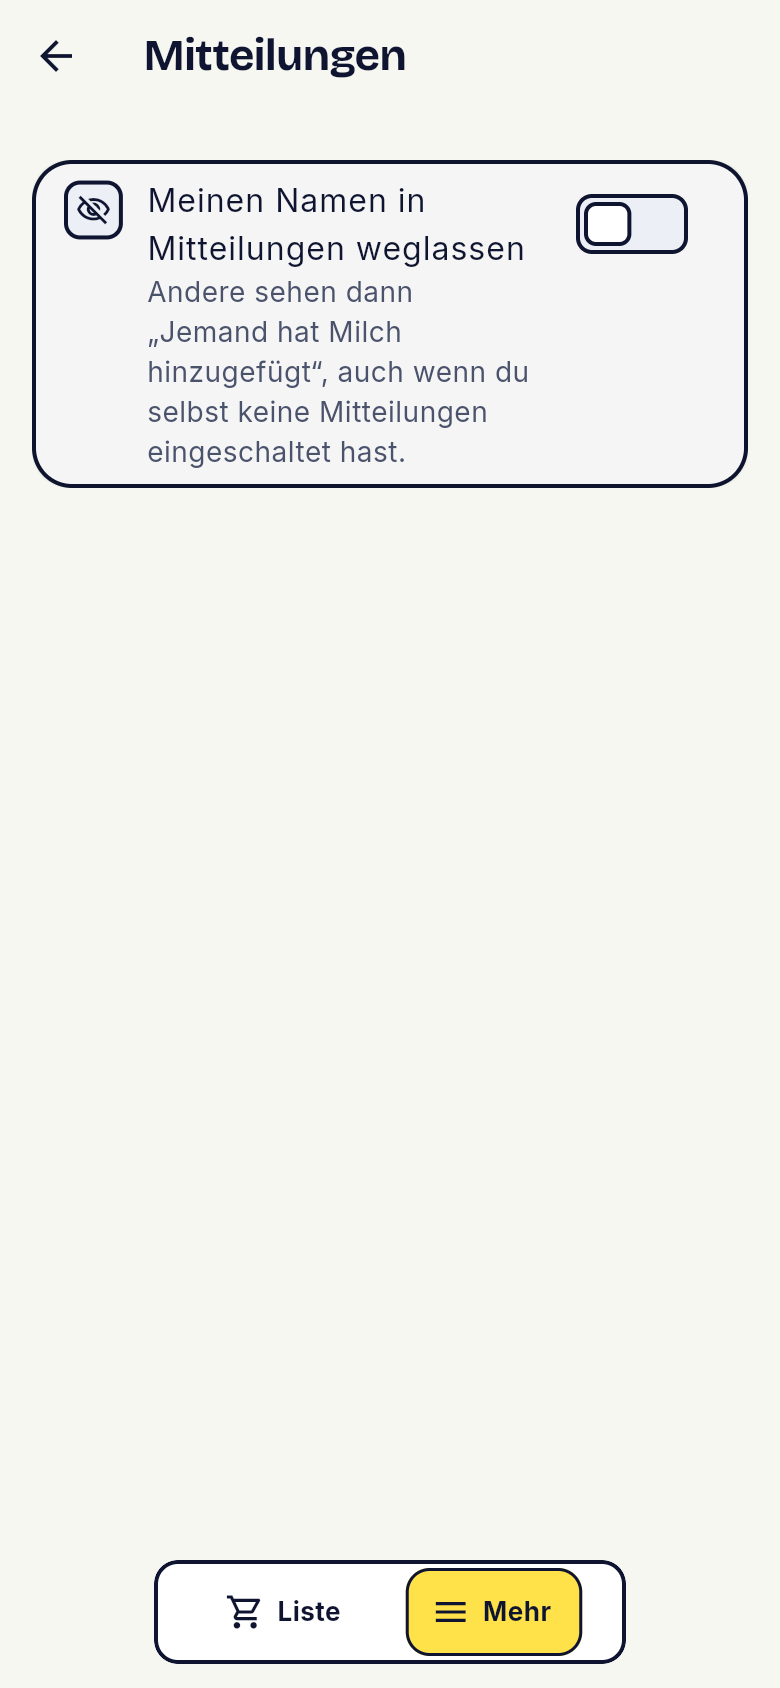 Mitteilungen
Meinen Namen in
Mitteilungen weglassen
Andere sehen dann
„Jemand hat Milch
hinzugefügt“, auch wenn du
selbst keine Mitteilungen
eingeschaltet hast.
Liste
Mehr